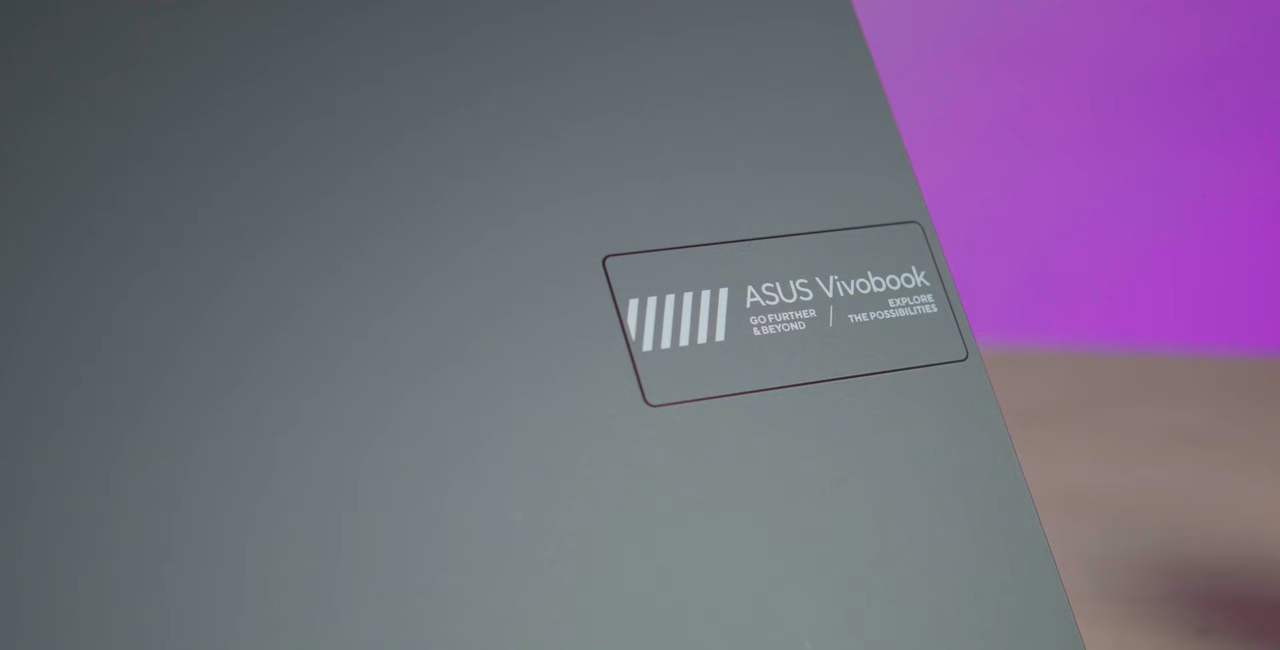 ASUS Vivobook
GO FURTHER
& BEYOND
EXPLORE
THE POSSIBILITIES